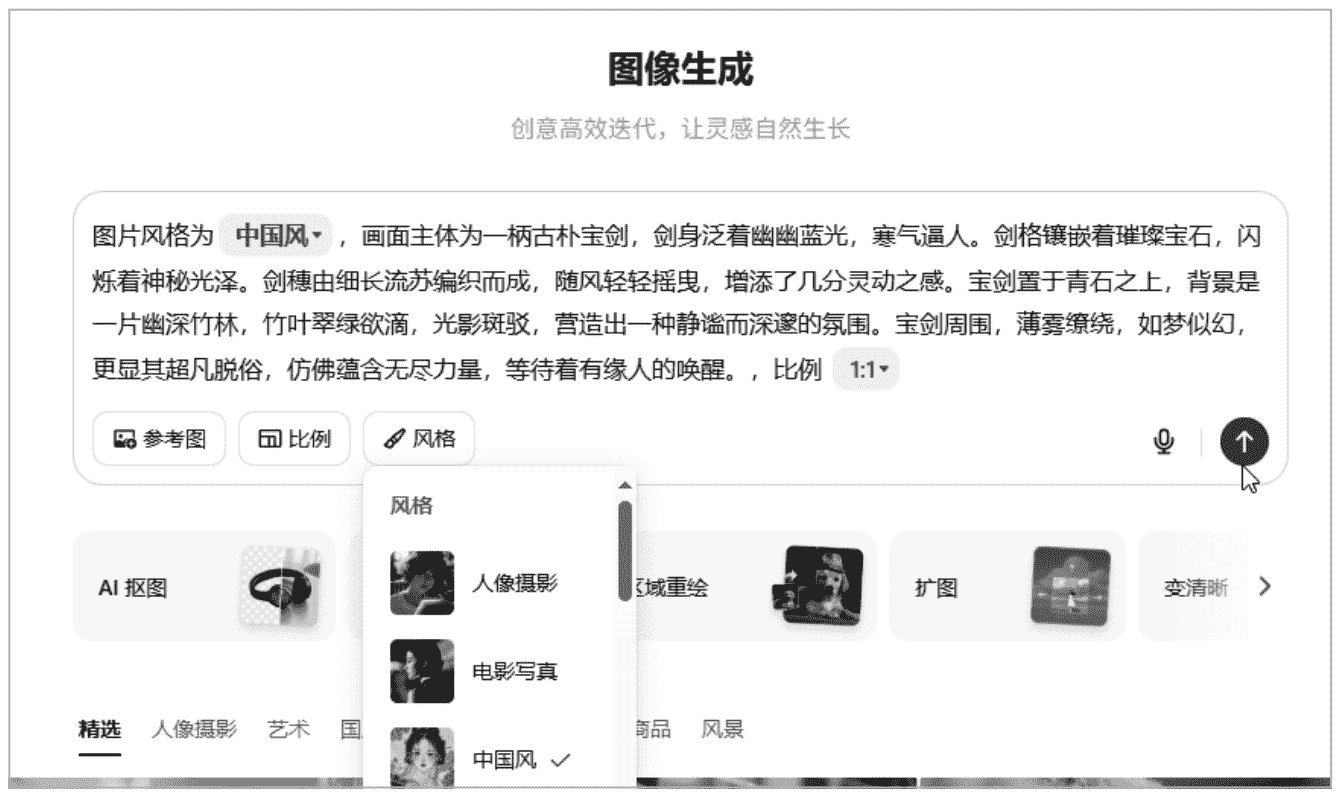 图像生成
创意高效迭代，让灵感自然生长
图片风格为 中国风 ，画面主体为一柄古朴宝剑，剑身泛着幽幽蓝光，寒气逼人。剑格镶嵌着璀璨宝石，闪
烁着神秘光泽。剑穗由细长流苏编织而成，随风轻轻摇曳，增添了几分灵动之感。宝剑置于青石之上，背景是
一片幽深竹林，竹叶翠绿欲滴，光影斑驳，营造出一种静谧而深邃的氛围。宝剑周围，薄雾缭绕，如梦似幻，
更显其超凡脱俗，仿佛蕴含无尽力量，等待着有缘人的唤醒。，比例 1:1
参考图 比例 风格
风格
人像摄影
AI 抠图 区域重绘 扩图 变清晰
电影写真
精选 人像摄影 艺术 国 商品 风景
中国风